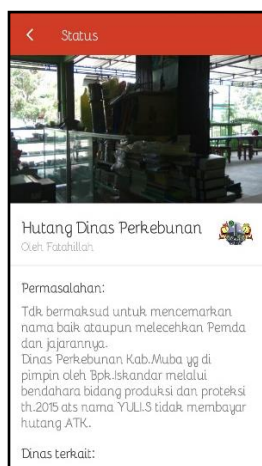 Status
Hutang Dinas Perkebunan
Oleh Fatahillah
Permasalahan:
Tdk bermaksud untuk mencemarkan
nama baik ataupun melecehkan Pemda
dan jajarannya.
Dinas Perkebunan Kab.Muba yg di
pimpin oleh Bpk.Iskandar melalui
bendahara bidang produksi dan proteksi
th.2015 ats nama YULI.S tidak membayar
hutang ATK.
Dinas terkait: